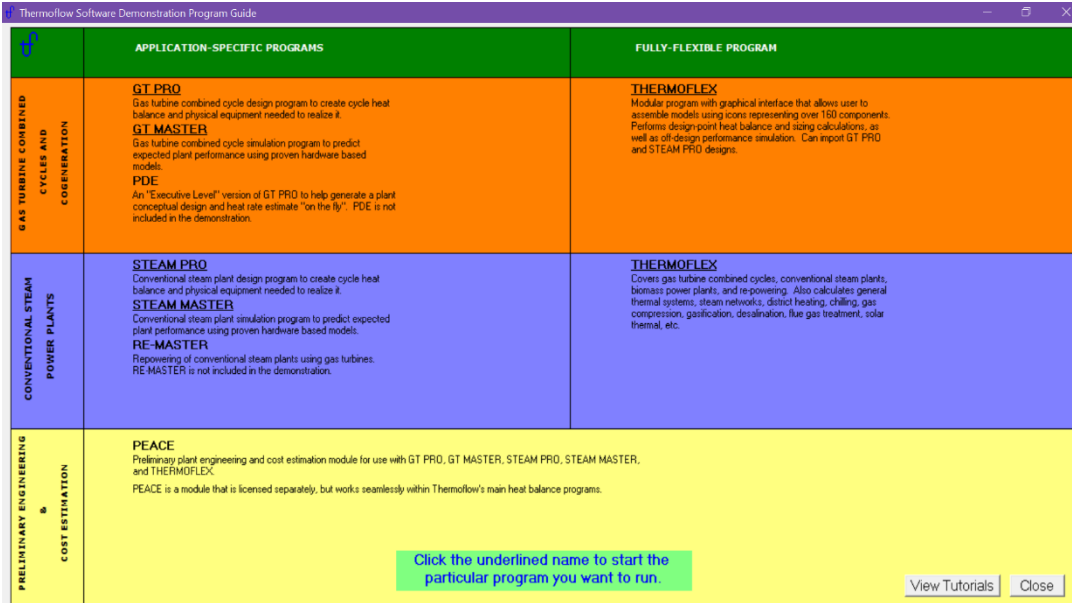 Thermoflow Software Demonstration Program Guide
APPLICATION-SPECIFIC PROGRAMS
FULLY-FLEXIBLE PROGRAM
GAS TURBINE COMBINED
CYCLES AND
COGENERATION
GT PRO
Gas turbine combined cycle design program to create cycle heat
balance and physical equipment needed to realize it.
GT MASTER
Gas turbine combined cycle simulation program to predict
expected plant performance using proven hardware based
models.
PDE
An "Executive Level" version of GT PRO to help generate a plant
conceptual design and heat rate estimate "on the fly". PDE is not
included in the demonstration.
THERMOFLEX
Modular program with graphical interface that allows user to
assemble models using icons representing over 160 components.
Performs design-point heat balance and sizing calculations, as
well as off-design performance simulation. Can import GT PRO
and STEAM PRO designs.
CONVENTIONAL STEAM
POWER PLANTS
STEAM PRO
Conventional steam plant design program to create cycle heat
balance and physical equipment needed to realize it.
STEAM MASTER
Conventional steam plant simulation program to predict expected
plant performance using proven hardware based models.
RE-MASTER
Repowering of conventional steam plants using gas turbines.
RE-MASTER is not included in the demonstration.
THERMOFLEX
Covers gas turbine combined cycles, conventional steam plants,
biomass power plants, and re-powering. Also calculates general
thermal systems, steam networks, district heating, chilling, gas
compression, gasification, desalination, flue gas treatment, solar
thermal, etc.
PRELIMINARY ENGINEERING
&
COST ESTIMATION
PEACE
Preliminary plant engineering and cost estimation module for use with GT PRO, GT MASTER, STEAM PRO, STEAM MASTER,
and THERMOFLEX.
PEACE is a module that is licensed separately, but works seamlessly within Thermoflow's main heat balance programs.
Click the underlined name to start the
particular program you want to run.
View Tutorials
Close